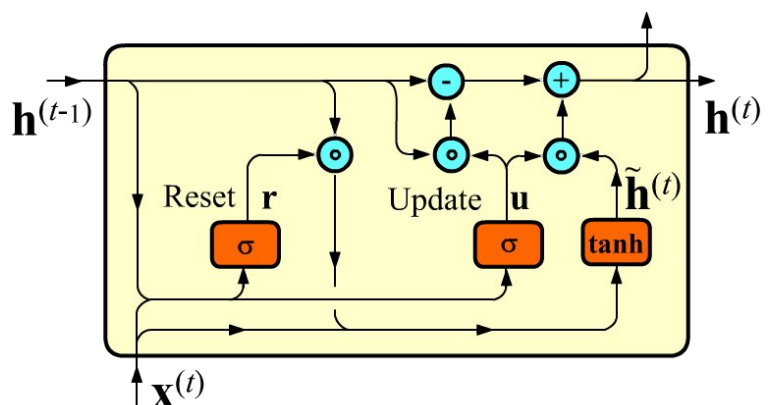 - +
h(t-1) h(t)
∘ ∘ ∘
Reset r Update u h̃(t)
σ σ tanh
x(t)